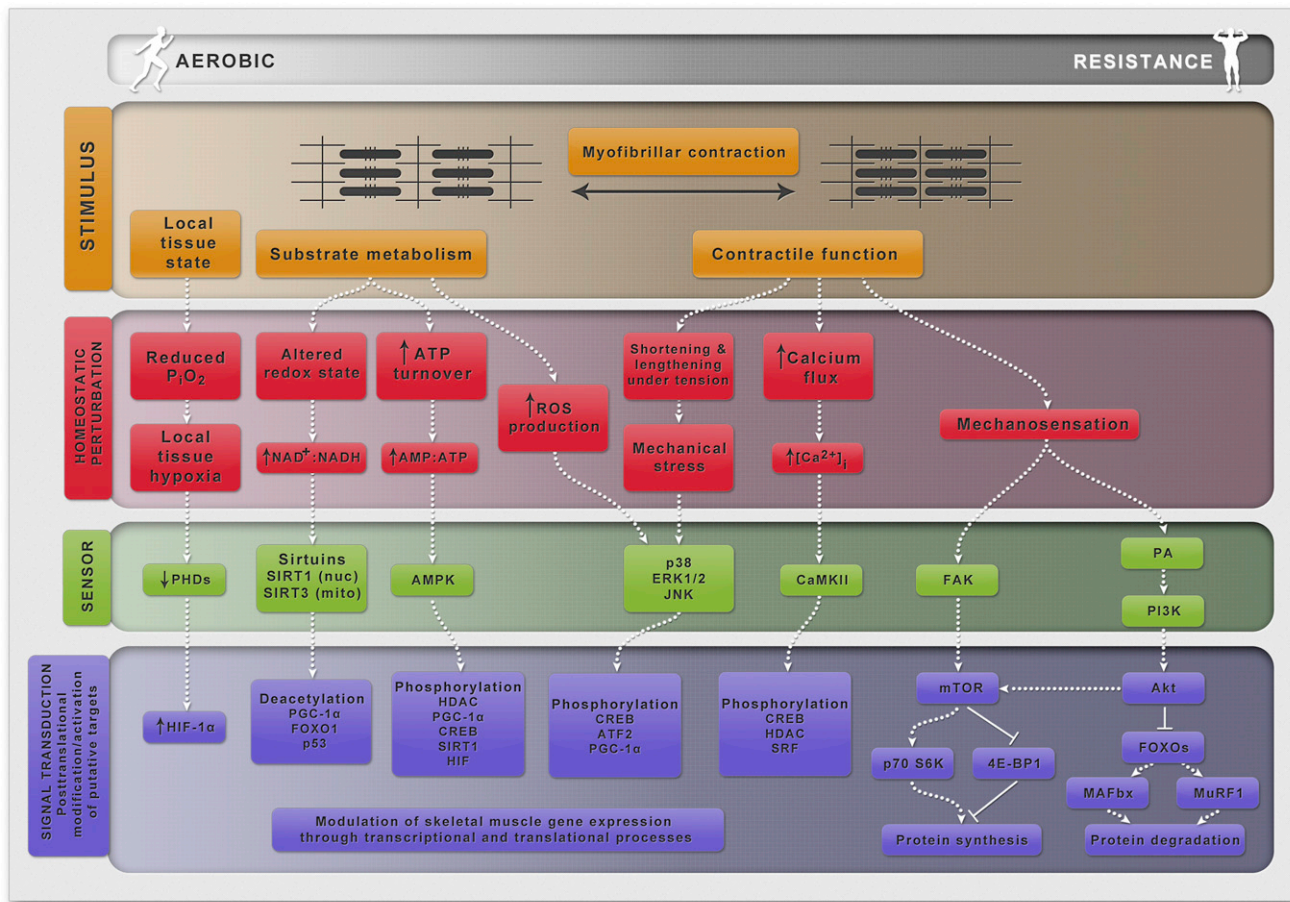 AEROBIC
RESISTANCE
STIMULUS
Myofibrillar contraction
Local
tissue
state
Substrate metabolism
Contractile function
HOMEOSTATIC
PERTURBATION
Reduced
PiO2
Altered
redox state
↑ATP
turnover
↑ROS
production
Shortening &
lengthening
under tension
↑Calcium
flux
Mechanosensation
Local
tissue
hypoxia
↑NAD+:NADH
↑AMP:ATP
Mechanical
stress
↑[Ca2+]i
SENSOR
↓PHDs
Sirtuins
SIRT1 (nuc)
SIRT3 (mito)
AMPK
p38
ERK1/2
JNK
CaMKII
FAK
PA
PI3K
SIGNAL TRANSDUCTION
Posttranslational
modification/activation
of putative targets
↑HIF-1α
Deacetylation
PGC-1α
FOXO1
p53
Phosphorylation
HDAC
PGC-1α
CREB
SIRT1
HIF
Phosphorylation
CREB
ATF2
PGC-1α
Phosphorylation
CREB
HDAC
SRF
mTOR
Akt
p70 S6K
4E-BP1
FOXOs
MAFbx
MuRF1
Protein synthesis
Protein degradation
Modulation of skeletal muscle gene expression
through transcriptional and translational processes